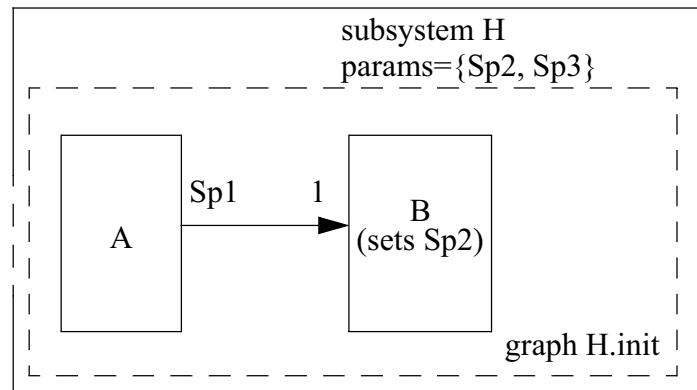 subsystem H
params={Sp2, Sp3}
Sp1
1
A
B
(sets Sp2)
graph H.init